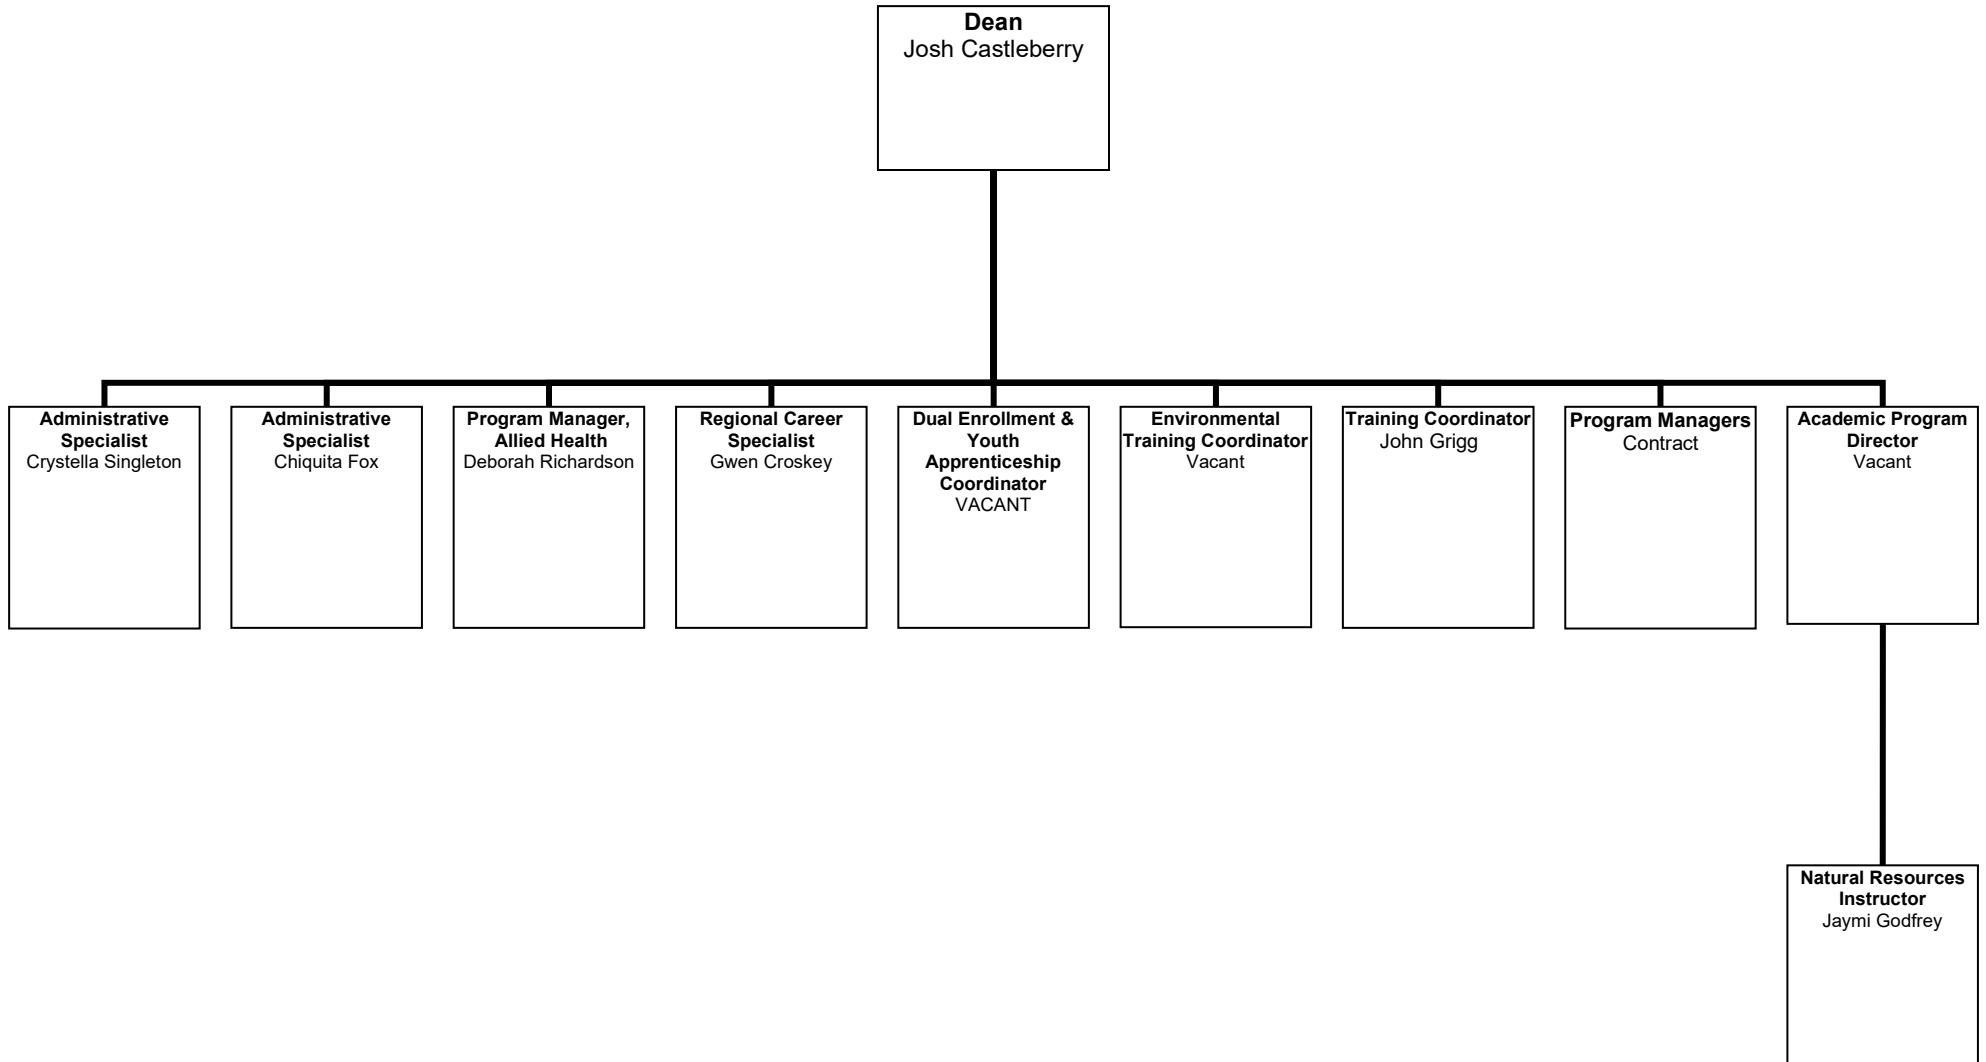 Dean
Josh Castleberry
Administrative
Specialist
Crystella Singleton
Administrative
Specialist
Chiquita Fox
Program Manager,
Allied Health
Deborah Richardson
Regional Career
Specialist
Gwen Croskey
Dual Enrollment &
Youth
Apprenticeship
Coordinator
VACANT
Environmental
Training Coordinator
Vacant
Training Coordinator
John Grigg
Program Managers
Contract
Academic Program
Director
Vacant
Natural Resources
Instructor
Jaymi Godfrey